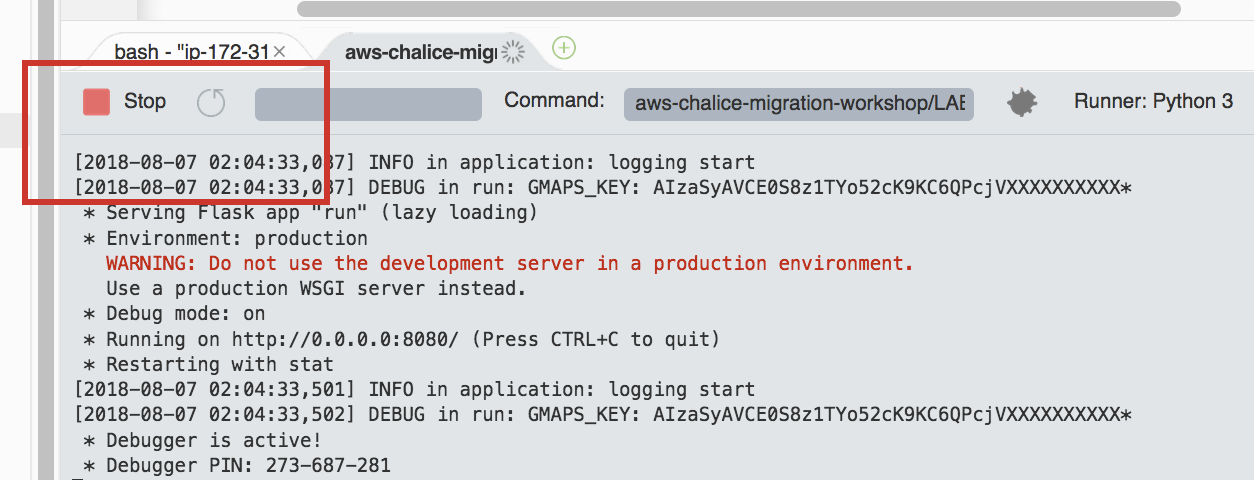 bash - "ip-172-31 ×
aws-chalice-migr
Stop
Command: aws-chalice-migration-workshop/LAB
Runner: Python 3
[2018-08-07 02:04:33,087] INFO in application: logging start
[2018-08-07 02:04:33,087] DEBUG in run: GMAPS_KEY: AIzaSyAVCE0S8z1TYo52cK9KC6QPcjVXXXXXXXXXX*
* Serving Flask app "run" (lazy loading)
* Environment: production
WARNING: Do not use the development server in a production environment.
Use a production WSGI server instead.
* Debug mode: on
* Running on http://0.0.0.0:8080/ (Press CTRL+C to quit)
* Restarting with stat
[2018-08-07 02:04:33,501] INFO in application: logging start
[2018-08-07 02:04:33,502] DEBUG in run: GMAPS_KEY: AIzaSyAVCE0S8z1TYo52cK9KC6QPcjVXXXXXXXXXX*
* Debugger is active!
* Debugger PIN: 273-687-281